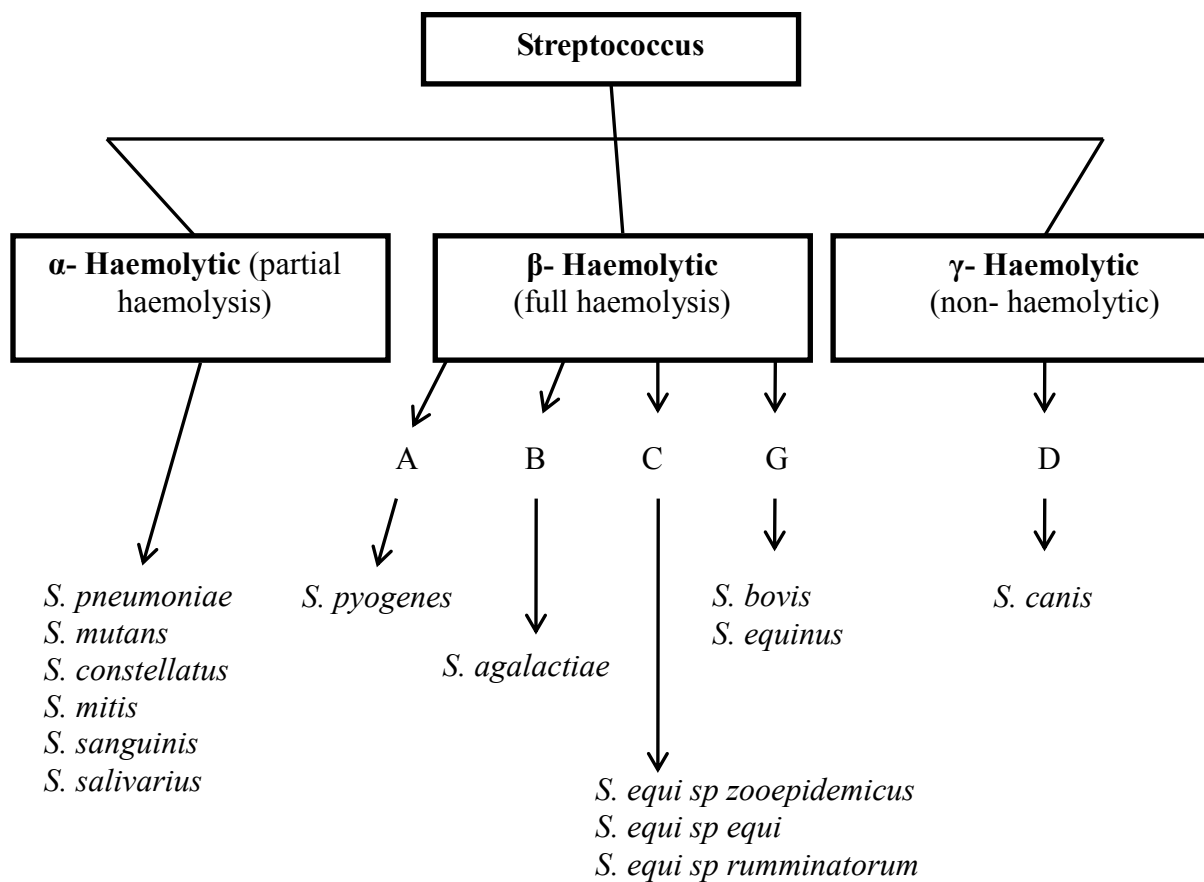 Streptococcus
α- Haemolytic (partial
haemolysis)
β- Haemolytic
(full haemolysis)
γ- Haemolytic
(non- haemolytic)
A
B
C
G
D
S. pneumoniae
S. mutans
S. constellatus
S. mitis
S. sanguinis
S. salivarius
S. pyogenes
S. agalactiae
S. equi sp zooepidemicus
S. equi sp equi
S. equi sp rumminatorum
S. bovis
S. equinus
S. canis